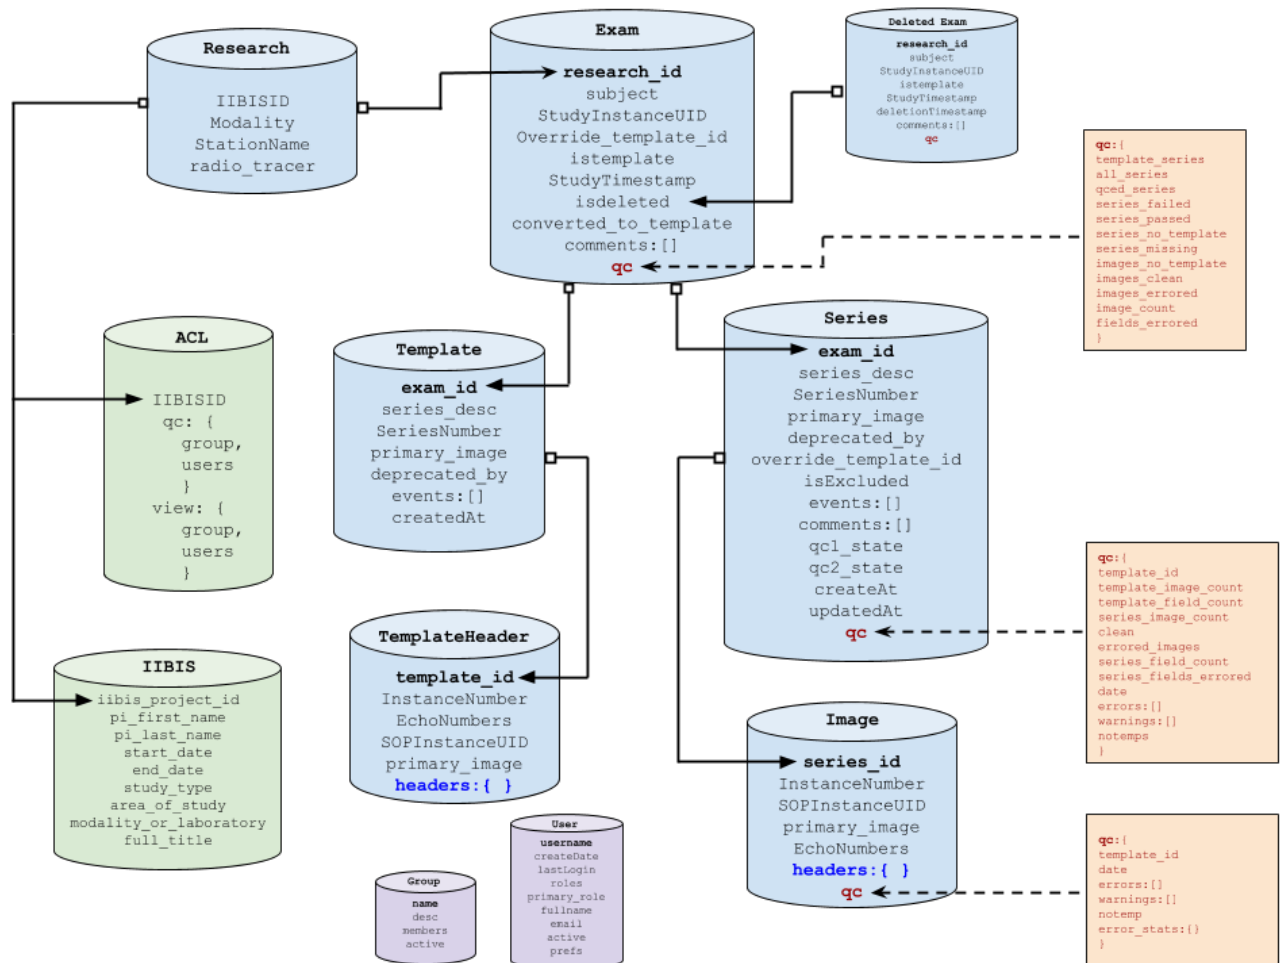 Research
IIBISID
Modality
StationName
radio_tracer
Exam
research_id
subject
StudyInstanceUID
Override_template_id
istemplate
StudyTimestamp
isdeleted
converted_to_template
comments:[]
qc
Deleted Exam
research_id
subject
StudyInstanceUID
istemplate
StudyTimestamp
deletionTimestamp
comments:[]
qc
qc:{
template_series
all_series
qced_series
series_failed
series_passed
series_no_template
series_missing
images_no_template
images_clean
images_errored
image_count
fields_errored
}
ACL
IIBISID
qc: {
group,
users
}
view: {
group,
users
}
Template
exam_id
series_desc
SeriesNumber
primary_image
deprecated_by
events:[]
createdAt
Series
exam_id
series_desc
SeriesNumber
primary_image
deprecated_by
override_template_id
isExcluded
events:[]
comments:[]
qc1_state
qc2_state
createAt
updatedAt
qc
qc:{
template_id
template_image_count
template_field_count
series_image_count
clean
errored_images
series_field_count
series_fields_errored
date
errors:[]
warnings:[]
notemps
}
IIBIS
iibis_project_id
pi_first_name
pi_last_name
start_date
end_date
study_type
area_of_study
modality_or_laboratory
full_title
TemplateHeader
template_id
InstanceNumber
EchoNumbers
SOPInstanceUID
primary_image
headers:{ }
Image
series_id
InstanceNumber
SOPInstanceUID
primary_image
EchoNumbers
headers:{ }
qc
qc:{
template_id
date
errors:[]
warnings:[]
notemp
error_stats:{}
}
Group
name
desc
members
active
User
username
createDate
lastLogin
roles
primary_role
fullname
email
active
prefs